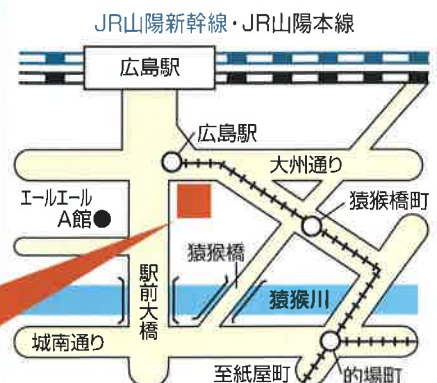 JR山陽新幹線・JR山陽本線
広島駅
広島駅
大州通り
エールエール
A館
猿猴橋町
猿猴橋
駅前大橋
猿猴川
城南通り
至紙屋町
的場町